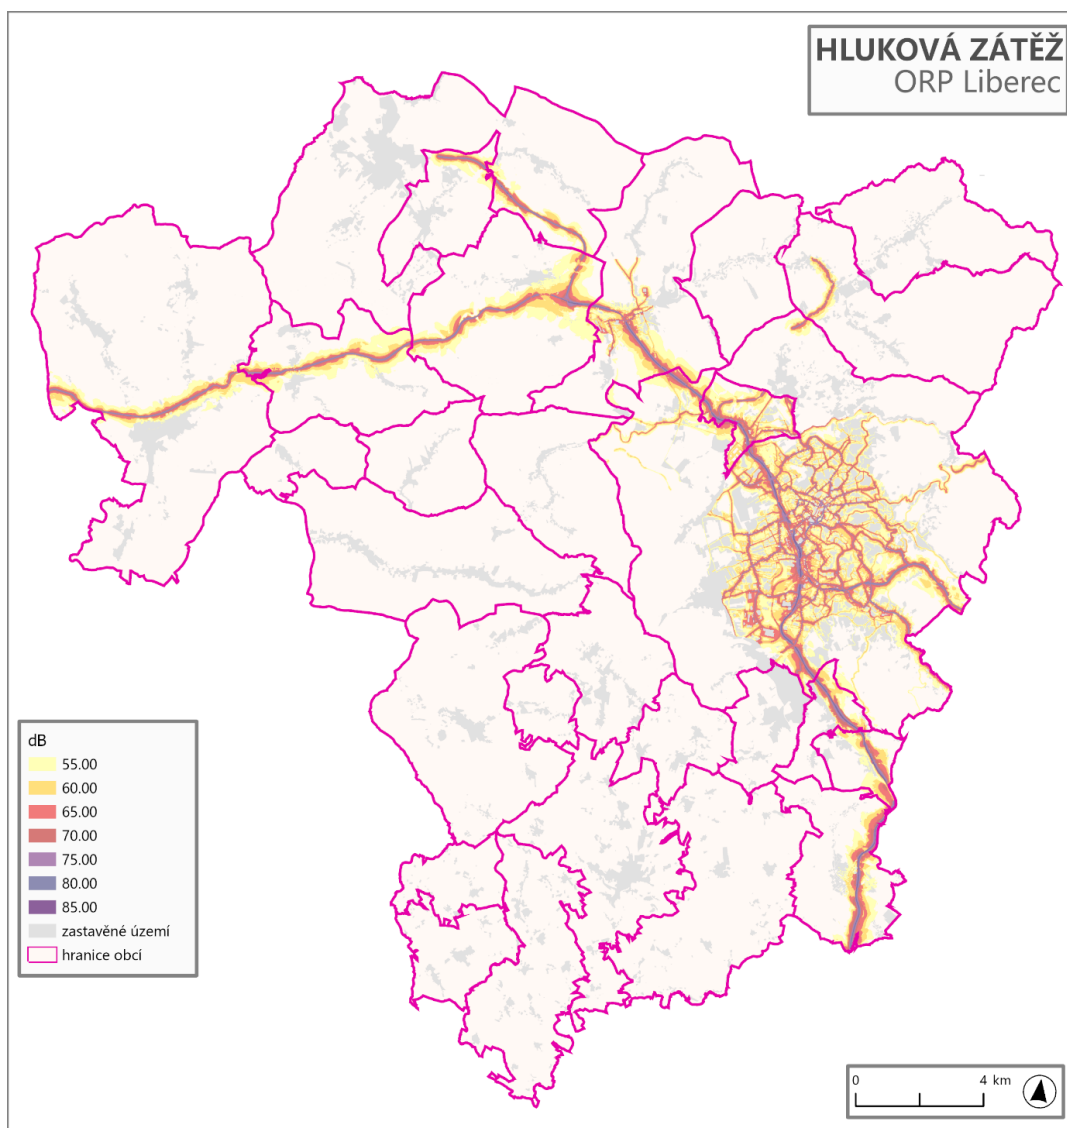 HLUKOVÁ ZÁTĚŽ
ORP Liberec
dB
55.00
60.00
65.00
70.00
75.00
80.00
85.00
zastavěné území
hranice obcí
0 4 km